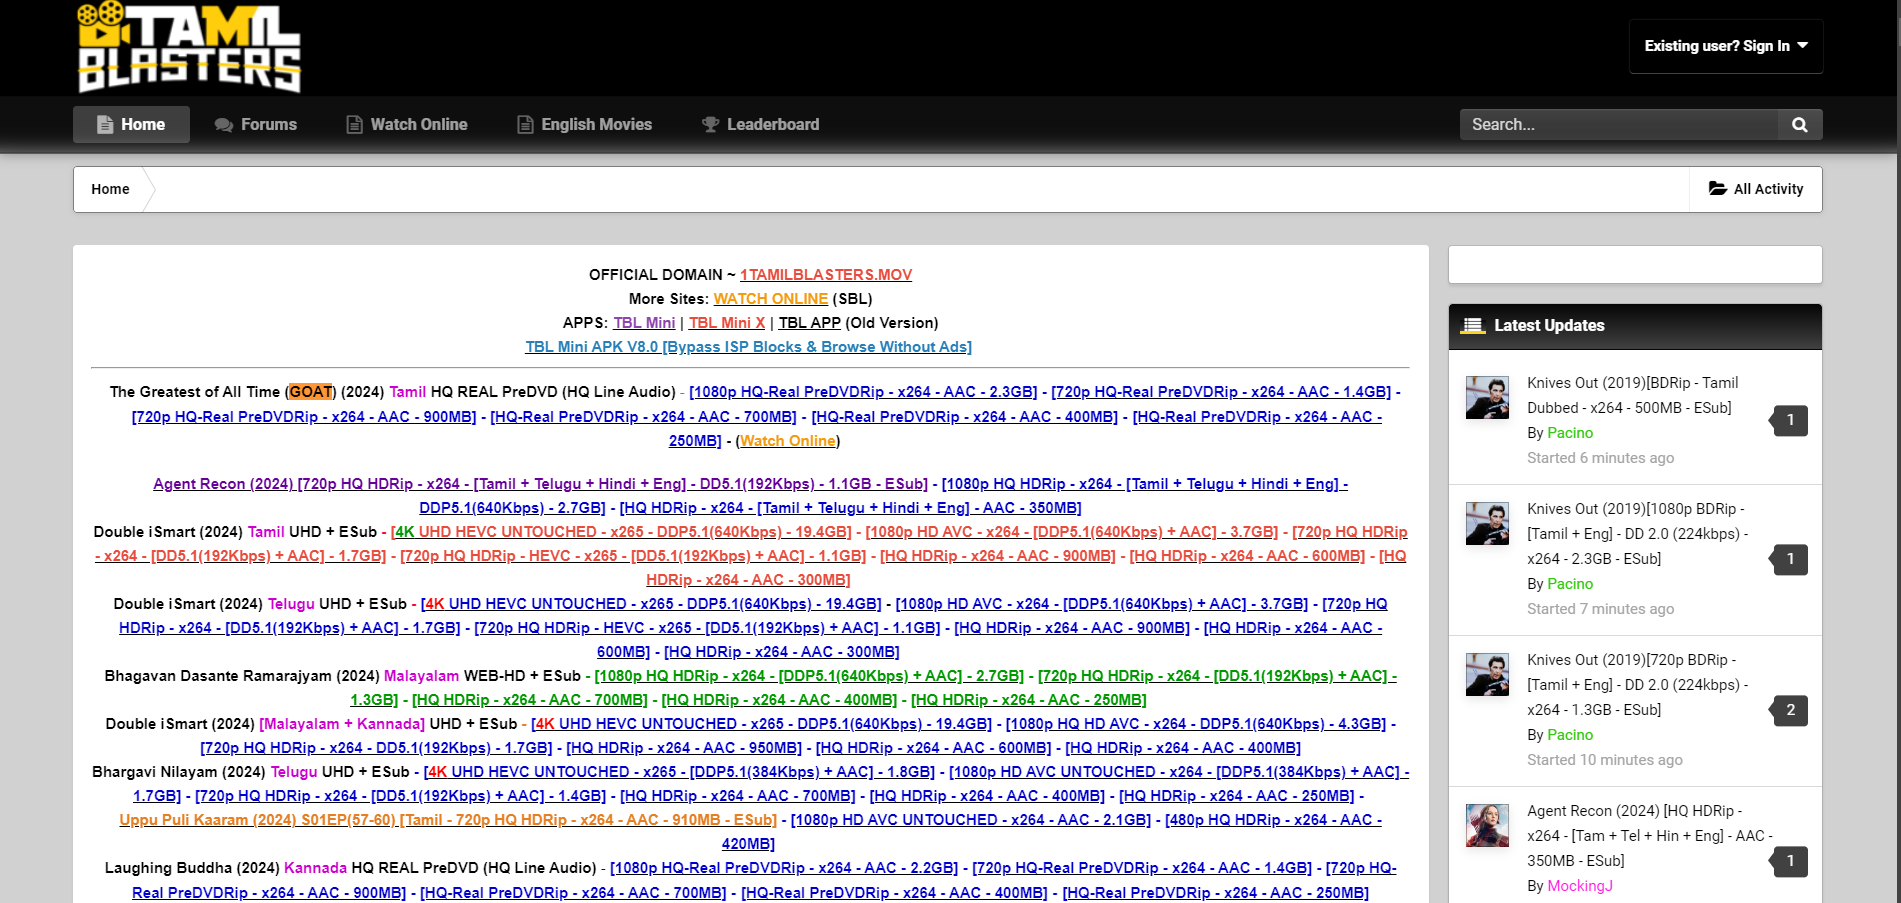 TAMIL
BLASTERS
Existing user? Sign In
Home
Forums
Watch Online
English Movies
Leaderboard
Search...
Home
All Activity
OFFICIAL DOMAIN ~ 1TAMILBLASTERS.MOV
More Sites: WATCH ONLINE (SBL)
APPS: TBL Mini | TBL Mini X | TBL APP (Old Version)
TBL Mini APK V8.0 [Bypass ISP Blocks & Browse Without Ads]
The Greatest of All Time (GOAT) (2024) Tamil HQ REAL PreDVD (HQ Line Audio) - [1080p HQ-Real PreDVDRip - x264 - AAC - 2.3GB] - [720p HQ-Real PreDVDRip - x264 - AAC - 1.4GB] -
[720p HQ-Real PreDVDRip - x264 - AAC - 900MB] - [HQ-Real PreDVDRip - x264 - AAC - 700MB] - [HQ-Real PreDVDRip - x264 - AAC - 400MB] - [HQ-Real PreDVDRip - x264 - AAC -
250MB] - (Watch Online)
Agent Recon (2024) [720p HQ HDRip - x264 - [Tamil + Telugu + Hindi + Eng] - DD5.1(192Kbps) - 1.1GB - ESub] - [1080p HQ HDRip - x264 - [Tamil + Telugu + Hindi + Eng] -
DDP5.1(640Kbps) - 2.7GB] - [HQ HDRip - x264 - [Tamil + Telugu + Hindi + Eng] - AAC - 350MB]
Double iSmart (2024) Tamil UHD + ESub - [4K UHD HEVC UNTOUCHED - x265 - DDP5.1(640Kbps) - 19.4GB] - [1080p HD AVC - x264 - [DDP5.1(640Kbps) + AAC] - 3.7GB] - [720p HQ HDRip
- x264 - [DD5.1(192Kbps) + AAC] - 1.7GB] - [720p HQ HDRip - HEVC - x265 - [DD5.1(192Kbps) + AAC] - 1.1GB] - [HQ HDRip - x264 - AAC - 900MB] - [HQ HDRip - x264 - AAC - 600MB] - [HQ
HDRip - x264 - AAC - 300MB]
Double iSmart (2024) Telugu UHD + ESub - [4K UHD HEVC UNTOUCHED - x265 - DDP5.1(640Kbps) - 19.4GB] - [1080p HD AVC - x264 - [DDP5.1(640Kbps) + AAC] - 3.7GB] - [720p HQ
HDRip - x264 - [DD5.1(192Kbps) + AAC] - 1.7GB] - [720p HQ HDRip - HEVC - x265 - [DD5.1(192Kbps) + AAC] - 1.1GB] - [HQ HDRip - x264 - AAC - 900MB] - [HQ HDRip - x264 - AAC -
600MB] - [HQ HDRip - x264 - AAC - 300MB]
Bhagavan Dasante Ramarajyam (2024) Malayalam WEB-HD + ESub - [1080p HQ HDRip - x264 - [DDP5.1(640Kbps) + AAC] - 2.7GB] - [720p HQ HDRip - x264 - [DD5.1(192Kbps) + AAC] -
1.3GB] - [HQ HDRip - x264 - AAC - 700MB] - [HQ HDRip - x264 - AAC - 400MB] - [HQ HDRip - x264 - AAC - 250MB]
Double iSmart (2024) [Malayalam + Kannada] UHD + ESub - [4K UHD HEVC UNTOUCHED - x265 - DDP5.1(640Kbps) - 19.4GB] - [1080p HQ HD AVC - x264 - DDP5.1(640Kbps) - 4.3GB] -
[720p HQ HDRip - x264 - DD5.1(192Kbps) - 1.7GB] - [HQ HDRip - x264 - AAC - 950MB] - [HQ HDRip - x264 - AAC - 600MB] - [HQ HDRip - x264 - AAC - 400MB]
Bhargavi Nilayam (2024) Telugu UHD + ESub - [4K UHD HEVC UNTOUCHED - x265 - [DDP5.1(384Kbps) + AAC] - 1.8GB] - [1080p HD AVC UNTOUCHED - x264 - [DDP5.1(384Kbps) + AAC] -
1.7GB] - [720p HQ HDRip - x264 - [DD5.1(192Kbps) + AAC] - 1.4GB] - [HQ HDRip - x264 - AAC - 700MB] - [HQ HDRip - x264 - AAC - 400MB] - [HQ HDRip - x264 - AAC - 250MB] -
Uppu Puli Kaaram (2024) S01EP(57-60) [Tamil - 720p HQ HDRip - x264 - AAC - 910MB - ESub] - [1080p HD AVC UNTOUCHED - x264 - AAC - 2.1GB] - [480p HQ HDRip - x264 - AAC -
420MB]
Laughing Buddha (2024) Kannada HQ REAL PreDVD (HQ Line Audio) - [1080p HQ-Real PreDVDRip - x264 - AAC - 2.2GB] - [720p HQ-Real PreDVDRip - x264 - AAC - 1.4GB] - [720p HQ-
Real PreDVDRip - x264 - AAC - 900MB] - [HQ-Real PreDVDRip - x264 - AAC - 700MB] - [HQ-Real PreDVDRip - x264 - AAC - 400MB] - [HQ-Real PreDVDRip - x264 - AAC - 250MB]
Latest Updates
Knives Out (2019)[BDRip - Tamil
Dubbed - x264 - 500MB - ESub]
1
By Pacino
Started 6 minutes ago
Knives Out (2019)[1080p BDRip -
[Tamil + Eng] - DD 2.0 (224kbps) -
x264 - 2.3GB - ESub]
1
By Pacino
Started 7 minutes ago
Knives Out (2019)[720p BDRip -
[Tamil + Eng] - DD 2.0 (224kbps) -
x264 - 1.3GB - ESub]
2
By Pacino
Started 10 minutes ago
Agent Recon (2024) [HQ HDRip -
x264 - [Tam + Tel + Hin + Eng] - AAC -
350MB - ESub]
1
By MockingJ